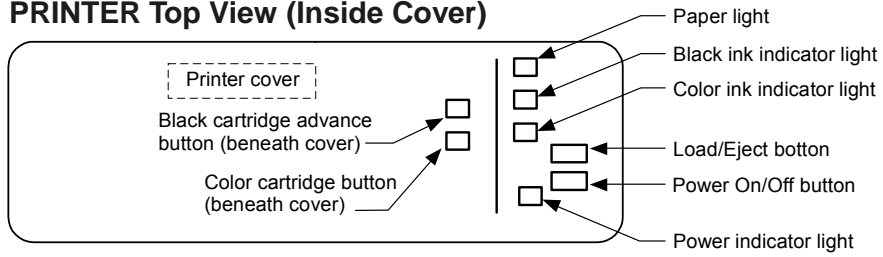 PRINTER Top View (Inside Cover)
Paper light
Black ink indicator light
Color ink indicator light
Load/Eject botton
Power On/Off button
Power indicator light
Printer cover
Black cartridge advance
button (beneath cover)
Color cartridge button
(beneath cover)